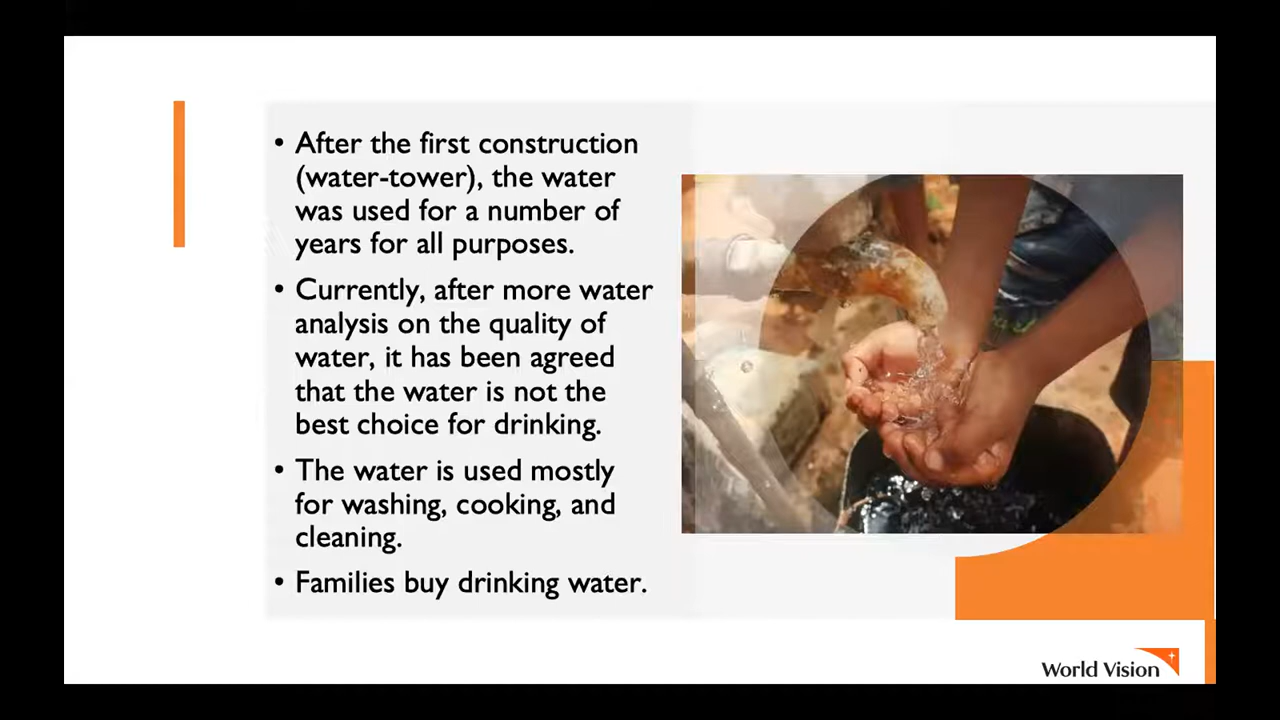 • After the first construction
(water-tower), the water
was used for a number of
years for all purposes.
• Currently, after more water
analysis on the quality of
water, it has been agreed
that the water is not the
best choice for drinking.
• The water is used mostly
for washing, cooking, and
cleaning.
• Families buy drinking water.
World Vision